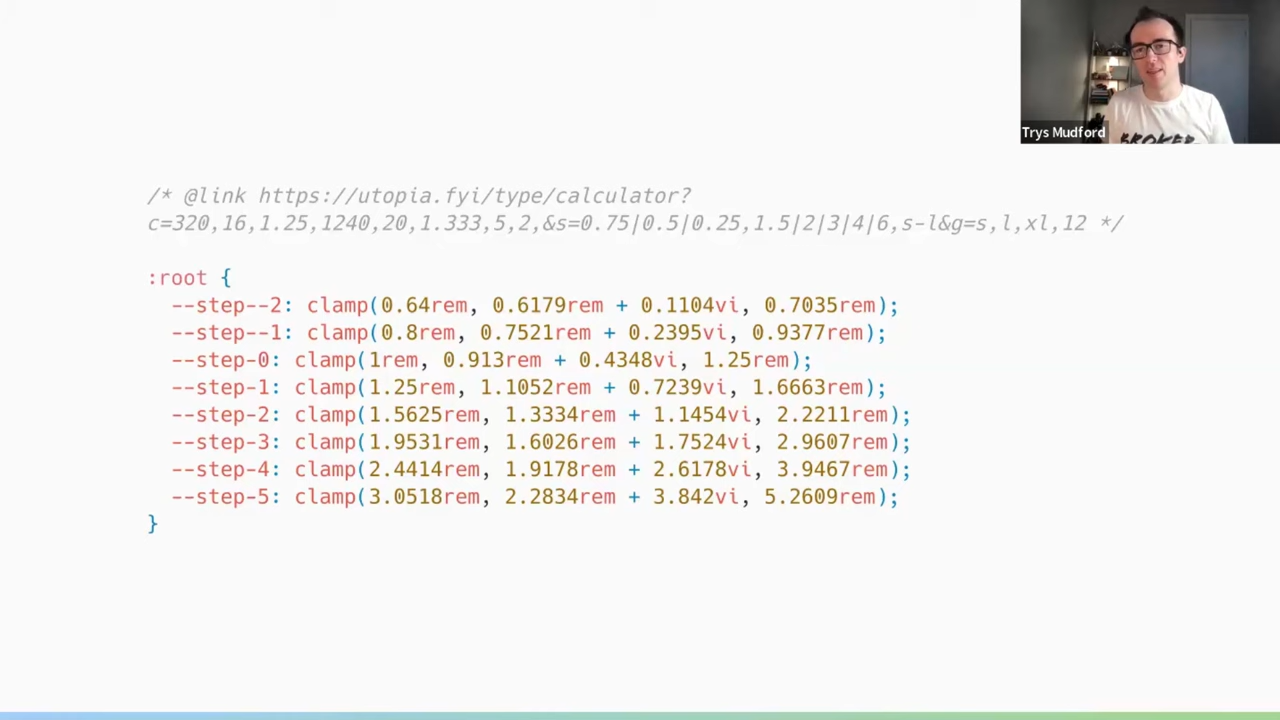 Trys Mudford
BROKER
/* @link https://utopia.fyi/type/calculator?
c=320,16,1.25,1240,20,1.333,5,2,&s=0.75|0.5|0.25,1.5|2|3|4|6,s-l&g=s,l,xl,12 */
:root {
--step--2: clamp(0.64rem, 0.6179rem + 0.1104vi, 0.7035rem);
--step--1: clamp(0.8rem, 0.7521rem + 0.2395vi, 0.9377rem);
--step-0: clamp(1rem, 0.913rem + 0.4348vi, 1.25rem);
--step-1: clamp(1.25rem, 1.1052rem + 0.7239vi, 1.6663rem);
--step-2: clamp(1.5625rem, 1.3334rem + 1.1454vi, 2.2211rem);
--step-3: clamp(1.9531rem, 1.6026rem + 1.7524vi, 2.9607rem);
--step-4: clamp(2.4414rem, 1.9178rem + 2.6178vi, 3.9467rem);
--step-5: clamp(3.0518rem, 2.2834rem + 3.842vi, 5.2609rem);
}